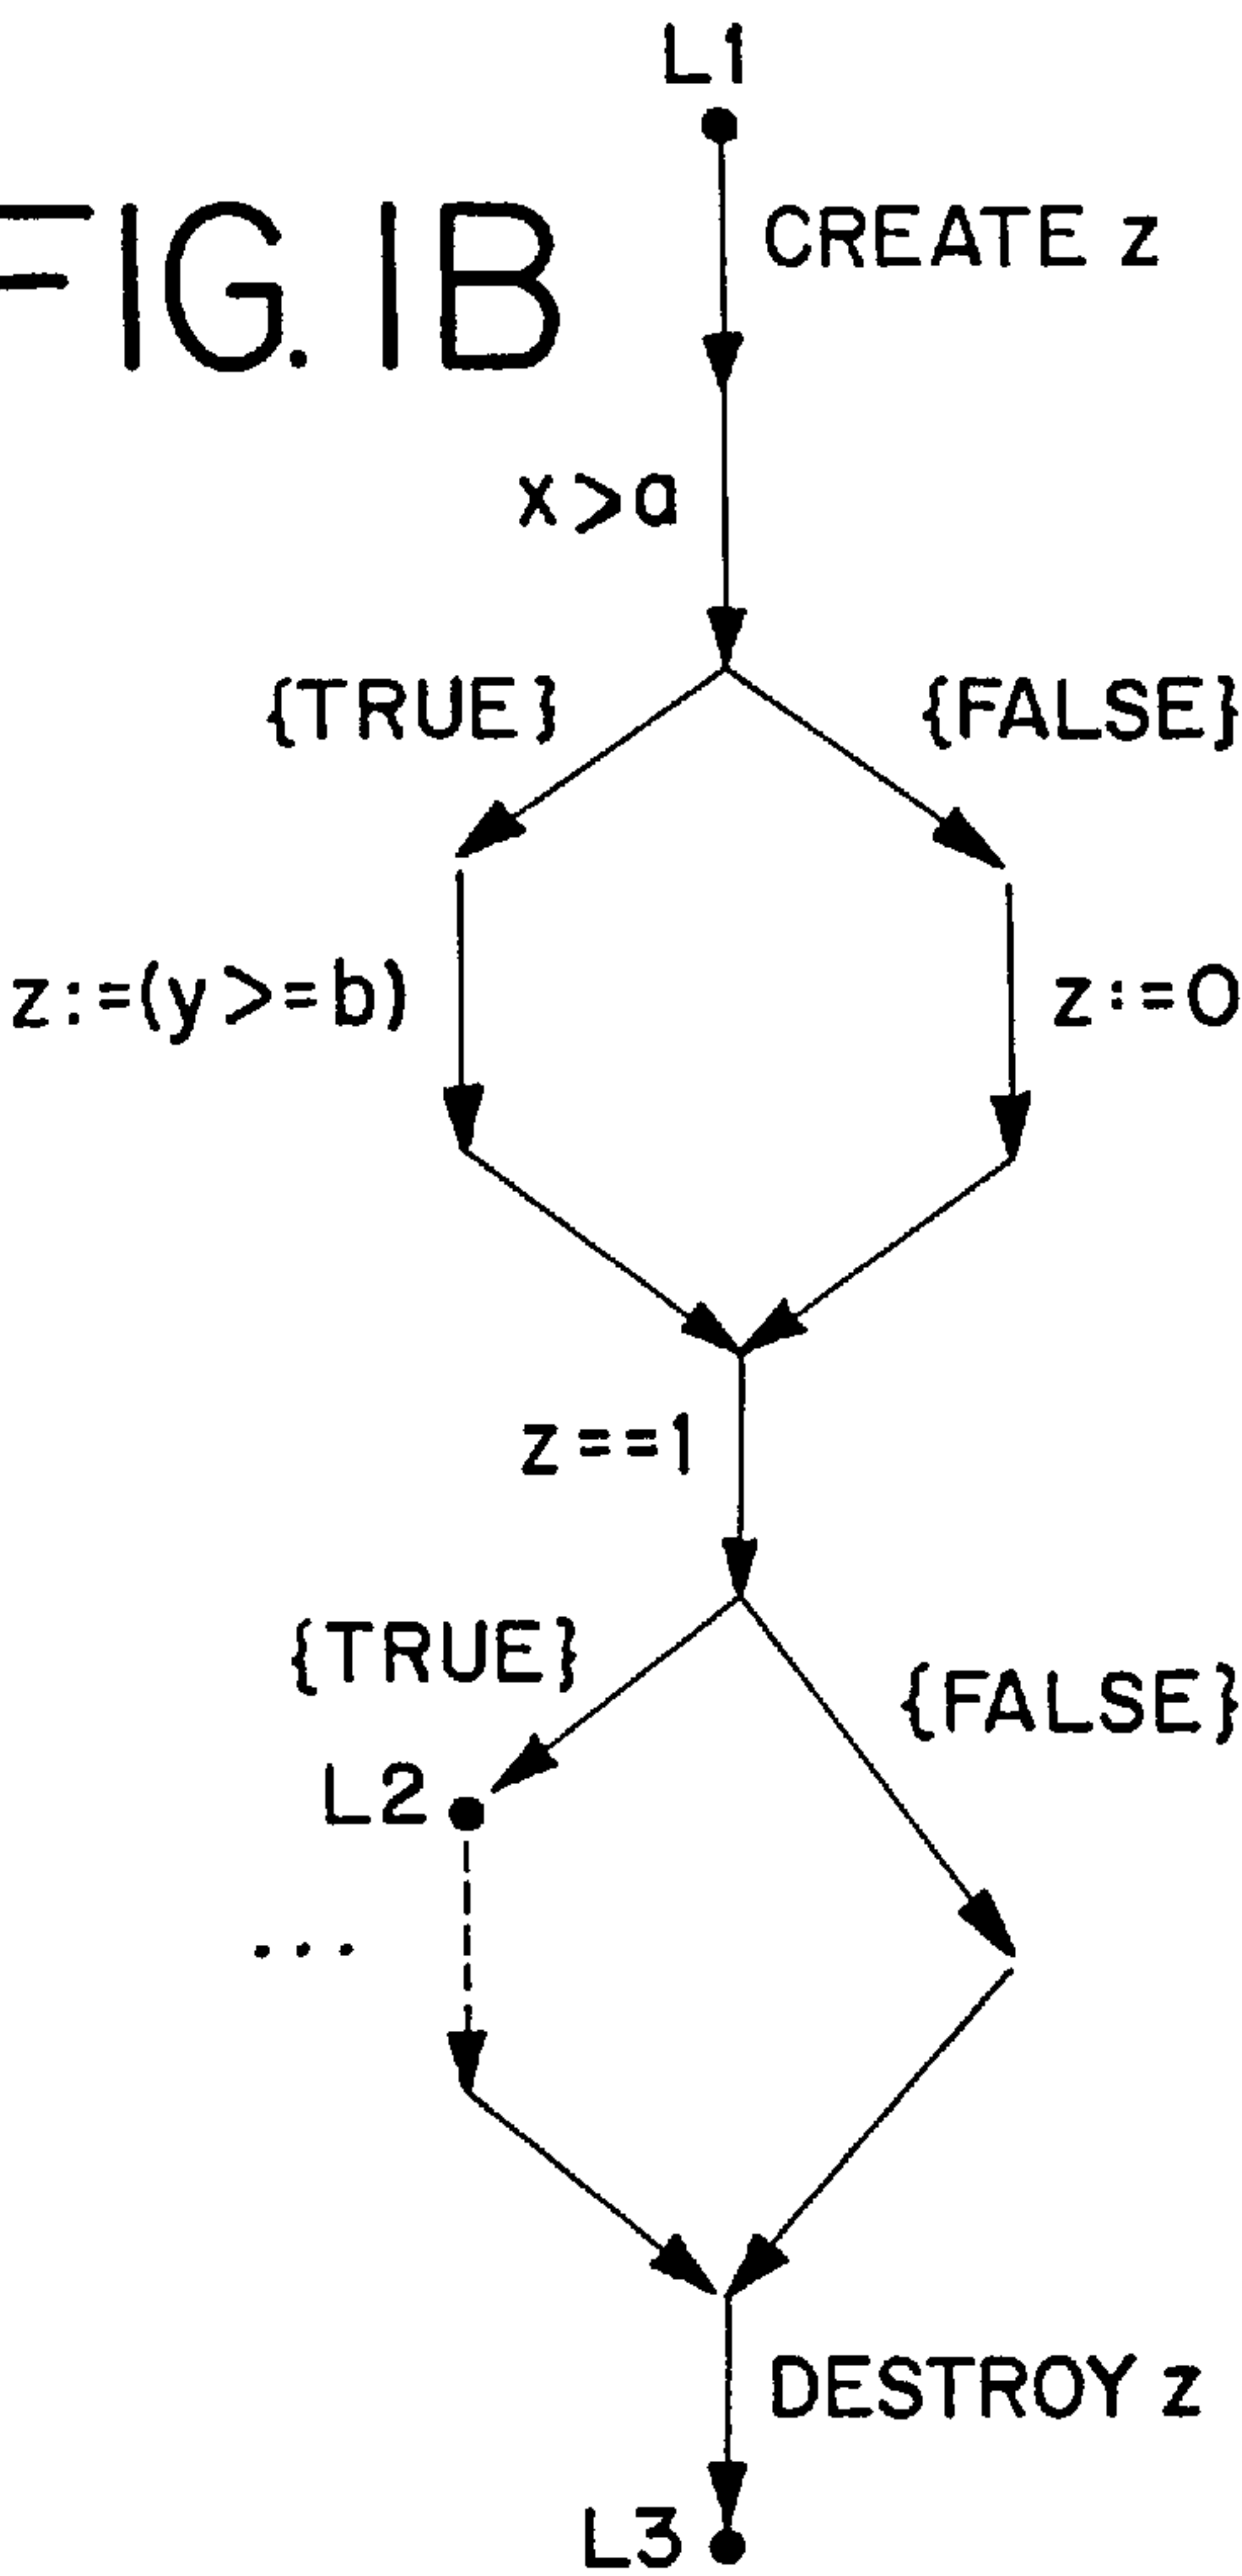 L1
FIG. 1B
CREATE z
x>a
{TRUE}
{FALSE}
z:=(y>=b)
z:=0
z==1
{TRUE}
{FALSE}
L2
...
DESTROY z
L3